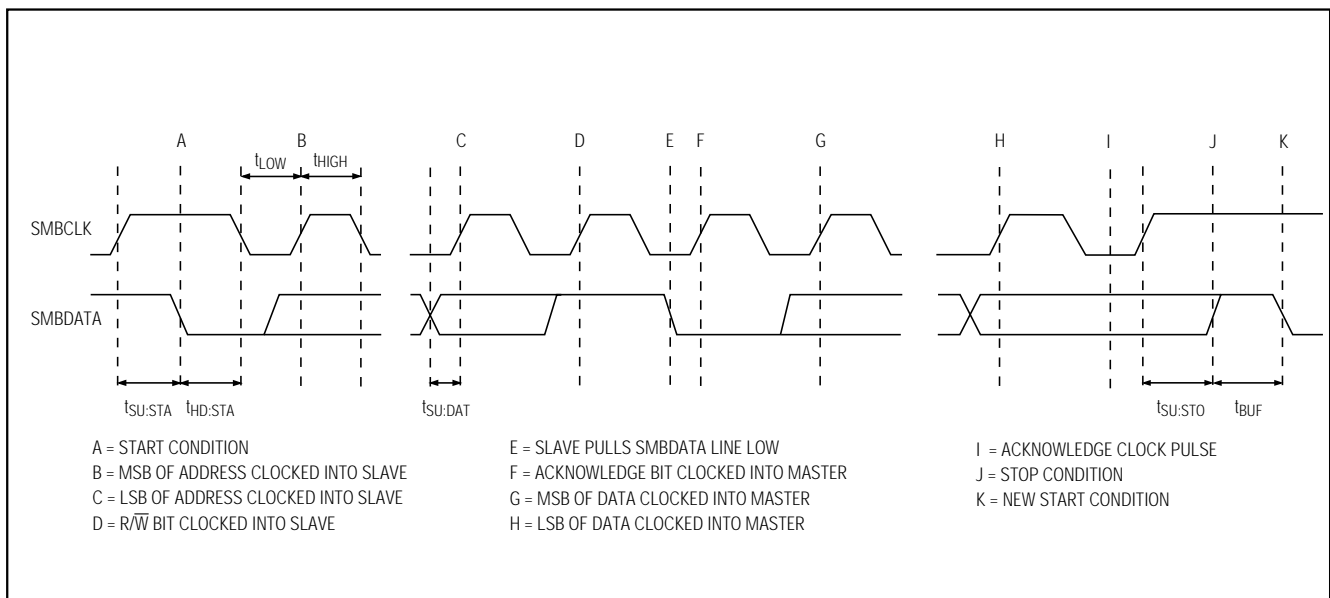 A B C D E F G H I J K
tLOW tHIGH
SMBCLK
SMBDATA
tSU:STA tHD:STA tSU:DAT tSU:STO tBUF
A = START CONDITION
B = MSB OF ADDRESS CLOCKED INTO SLAVE
C = LSB OF ADDRESS CLOCKED INTO SLAVE
D = R/W̅ BIT CLOCKED INTO SLAVE
E = SLAVE PULLS SMBDATA LINE LOW
F = ACKNOWLEDGE BIT CLOCKED INTO MASTER
G = MSB OF DATA CLOCKED INTO MASTER
H = LSB OF DATA CLOCKED INTO MASTER
I = ACKNOWLEDGE CLOCK PULSE
J = STOP CONDITION
K = NEW START CONDITION